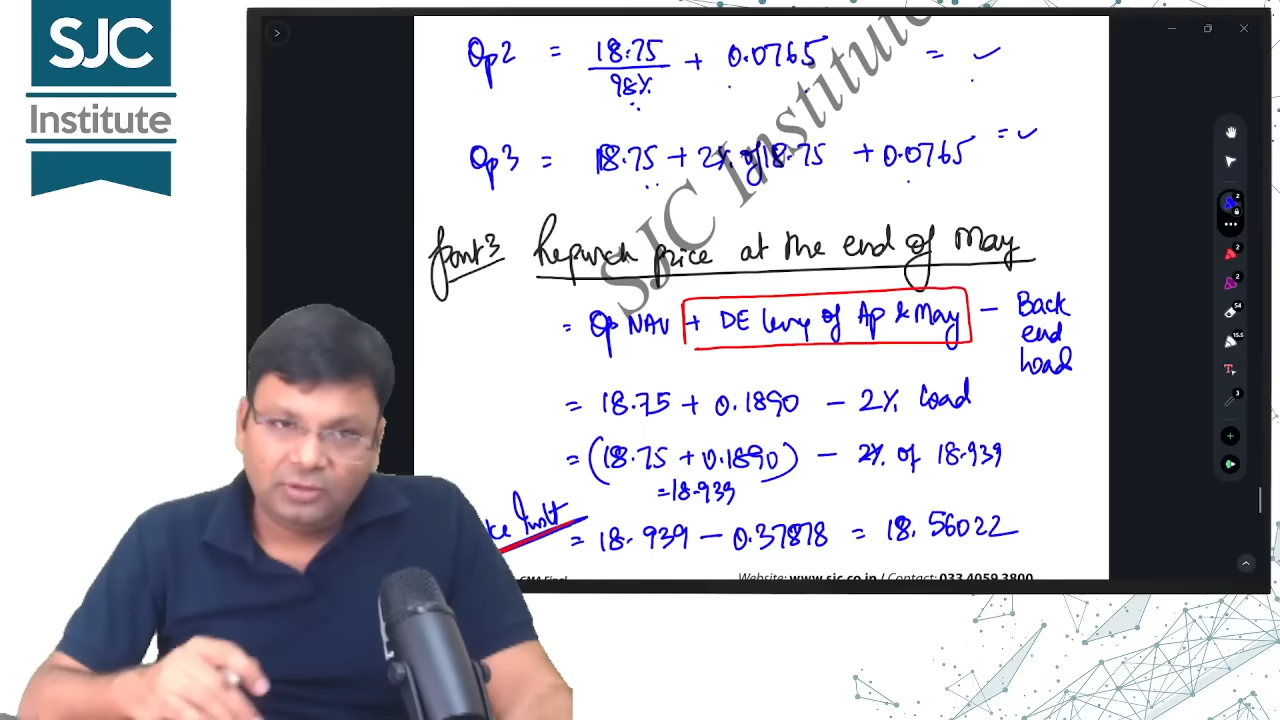 SJC
Institute
Op2 = 18.75 / 98% + 0.0765 = ✓
Op3 = 18.75 + 2% of 18.75 + 0.0765 = ✓
SJC Institute
Repurch price at the end of May
= Op NAV + DE levy of Ap & May - Back end Load
= 18.75 + 0.1890 - 2% Load
= (18.75 + 0.1890) - 2% of 18.939
= 18.939
= 18.939 - 0.37878 = 18.56022
Website: www.sjc.co.in / Contact: 033 4059 3800